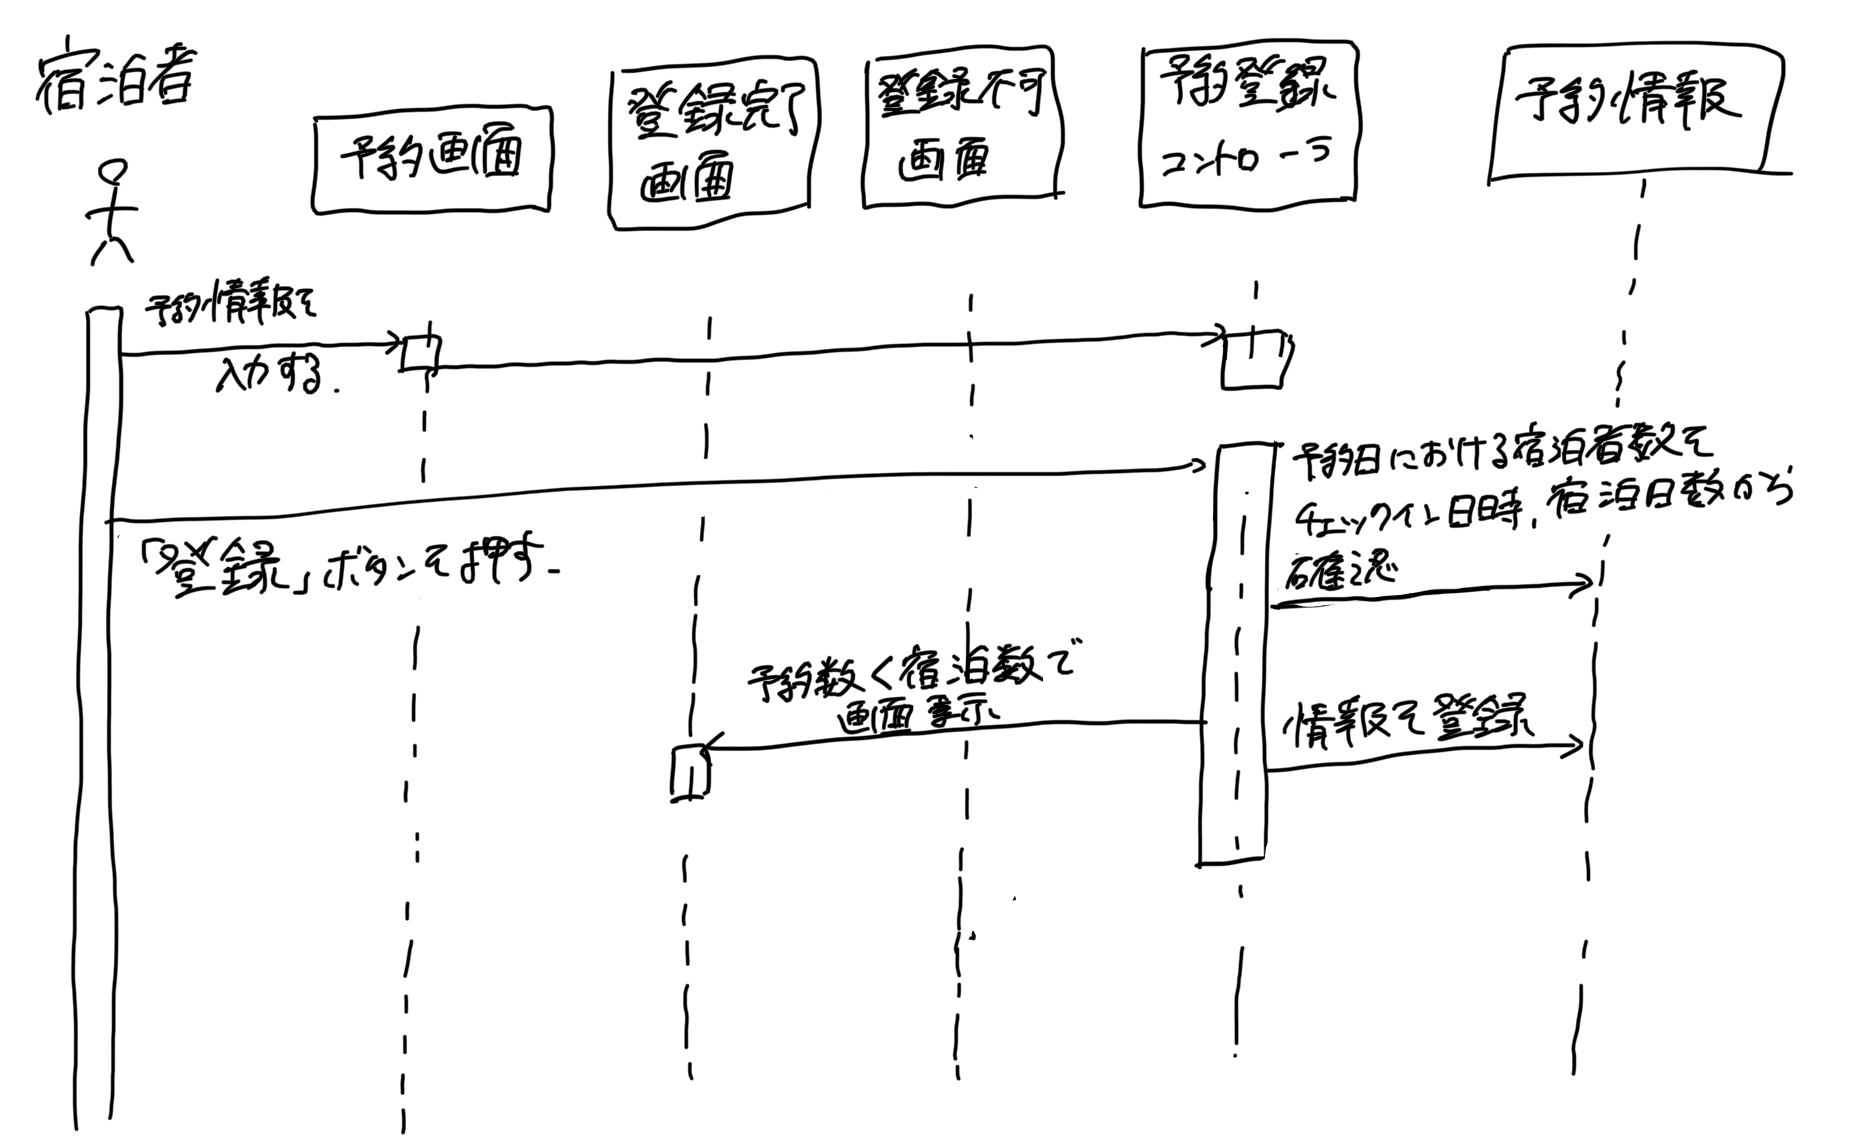 宿泊者
予約画面
登録完了
画面
登録不可
画面
予約登録
コントローラ
予約情報
予約情報を
入力する.
「登録」ボタンを押す.
予約日における宿泊者数を
チェックイン日時,宿泊日数から
確認
予約数く宿泊数で
画面表示
情報を登録